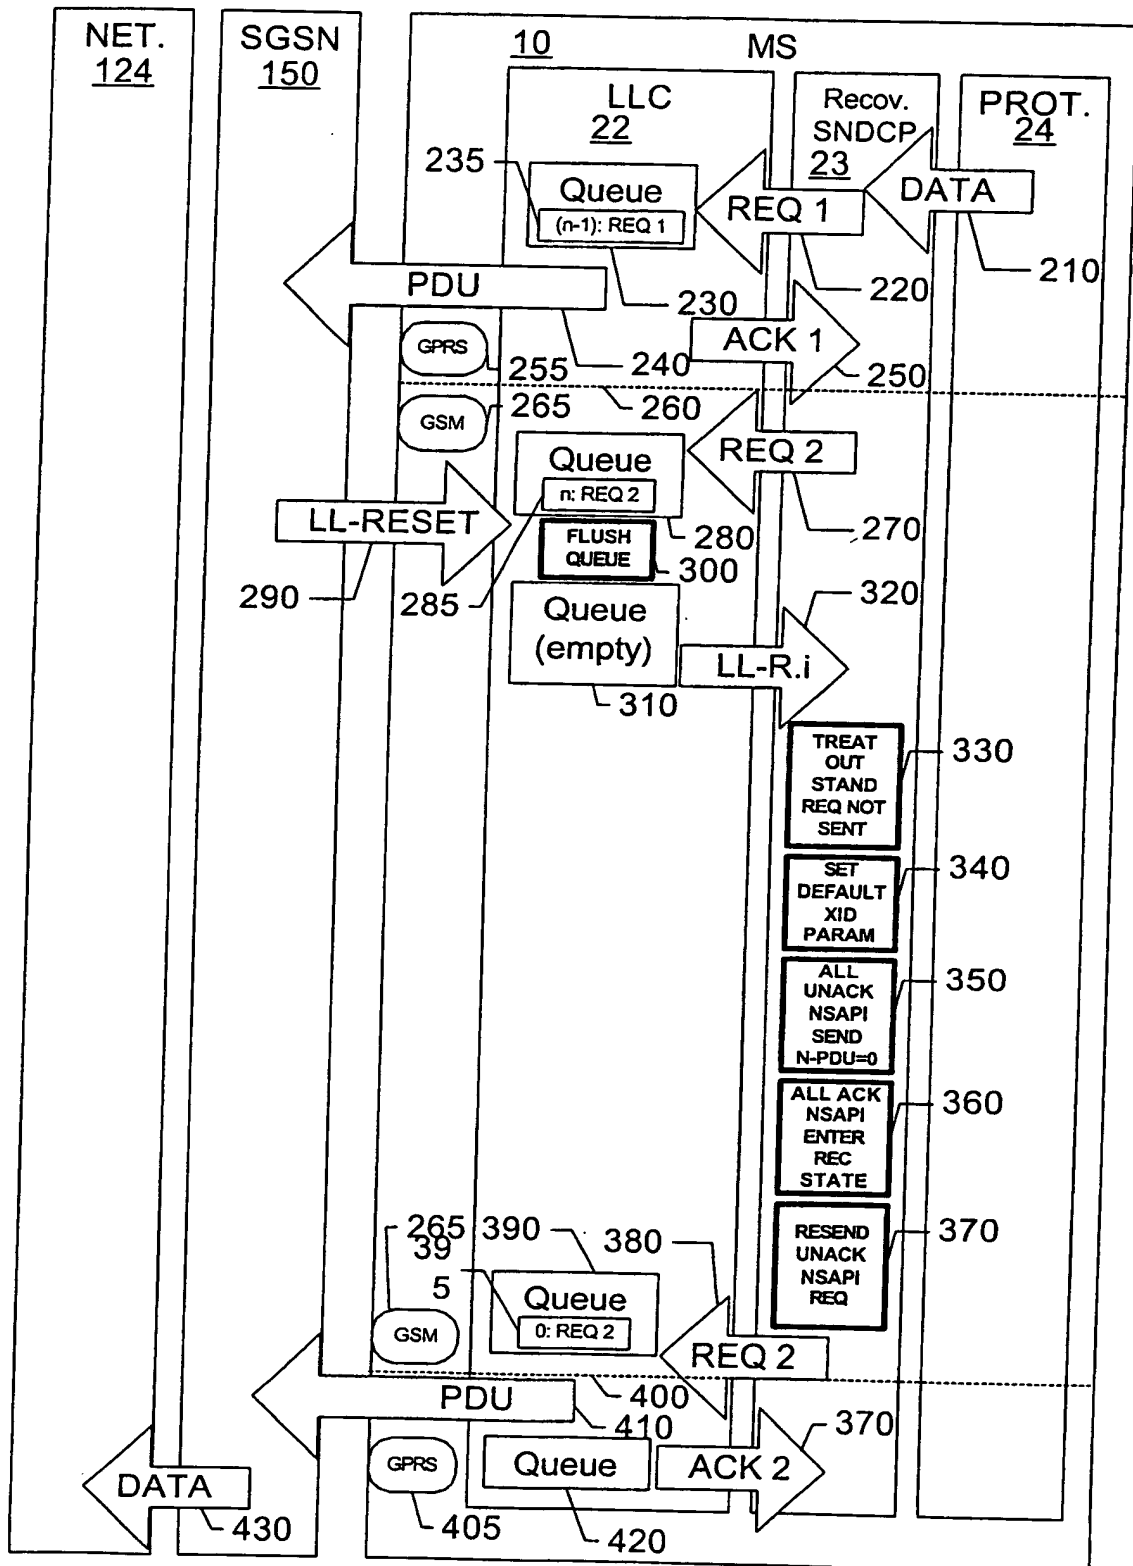 NET.
124
SGSN
150
10
MS
LLC
22
Recov.
SNDCP
23
PROT.
24
235
Queue
(n-1): REQ 1
REQ 1
DATA
210
220
230
PDU
240
ACK 1
250
GPRS
255
260
GSM
265
REQ 2
270
Queue
n: REQ 2
280
LL-RESET
290
285
FLUSH
QUEUE
300
Queue
(empty)
310
320
LL-R.i
TREAT
OUT
STAND
REQ NOT
SENT
330
SET
DEFAULT
XID
PARAM
340
ALL
UNACK
NSAPI
SEND
N-PDU=0
350
ALL ACK
NSAPI
ENTER
REC
STATE
360
RESEND
UNACK
NSAPI
REQ
370
265
390
380
39
5
Queue
0: REQ 2
GSM
REQ 2
400
PDU
410
370
GPRS
405
Queue
420
ACK 2
DATA
430